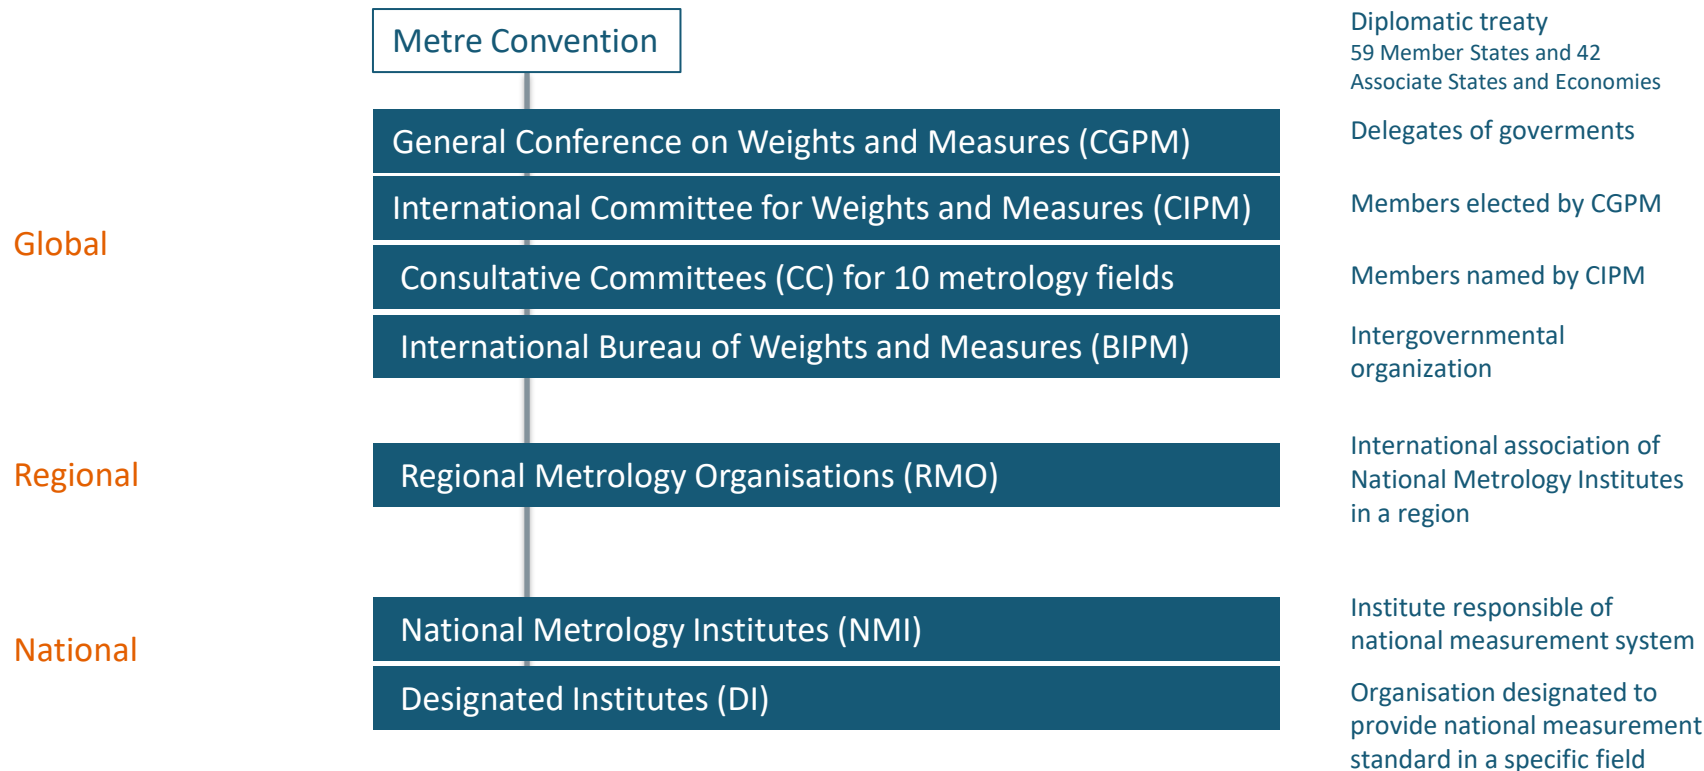 Metre Convention
Diplomatic treaty
59 Member States and 42
Associate States and Economies
General Conference on Weights and Measures (CGPM)
Delegates of goverments
International Committee for Weights and Measures (CIPM)
Members elected by CGPM
Global
Consultative Committees (CC) for 10 metrology fields
Members named by CIPM
International Bureau of Weights and Measures (BIPM)
Intergovernmental
organization
Regional
Regional Metrology Organisations (RMO)
International association of
National Metrology Institutes
in a region
National
National Metrology Institutes (NMI)
Institute responsible of
national measurement system
Designated Institutes (DI)
Organisation designated to
provide national measurement
standard in a specific field